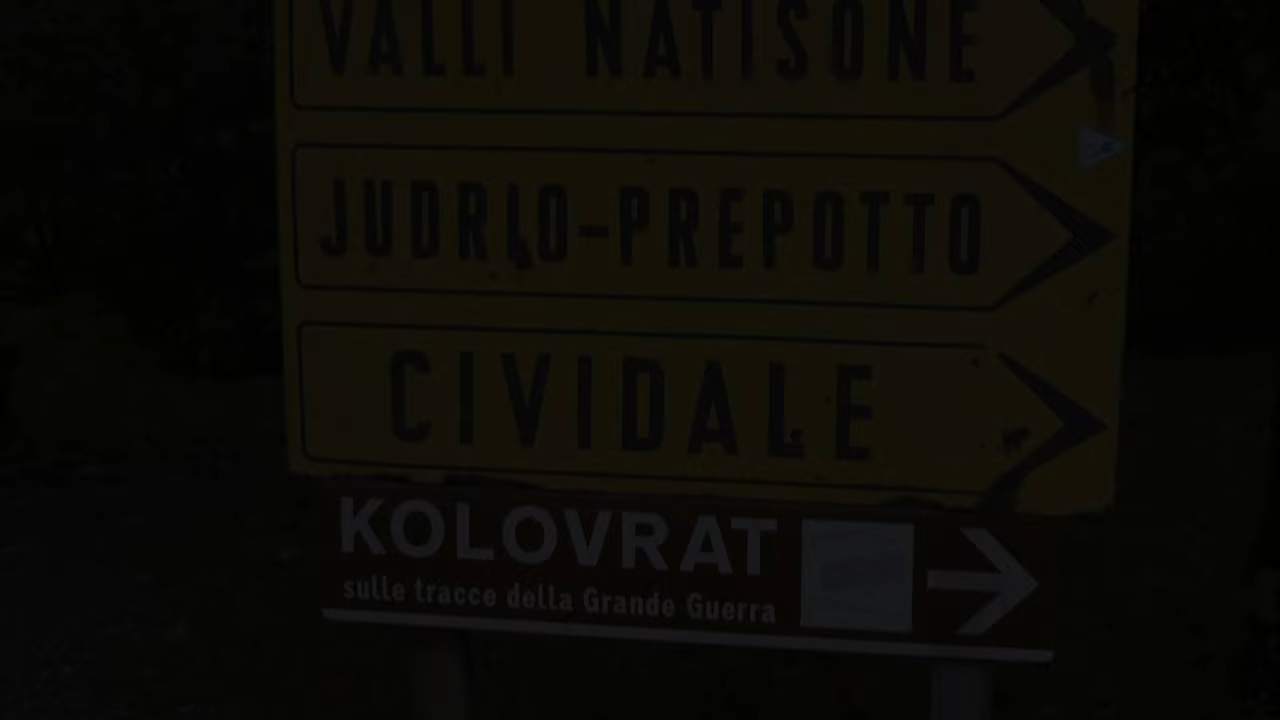 VALLI NATISONE
JUDRIO-PREPOTTO
CIVIDALE
KOLOVRAT
sulle tracce della Grande Guerra